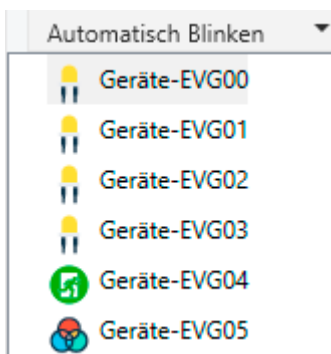 Automatisch Blinken
Geräte-EVG00
Geräte-EVG01
Geräte-EVG02
Geräte-EVG03
Geräte-EVG04
Geräte-EVG05